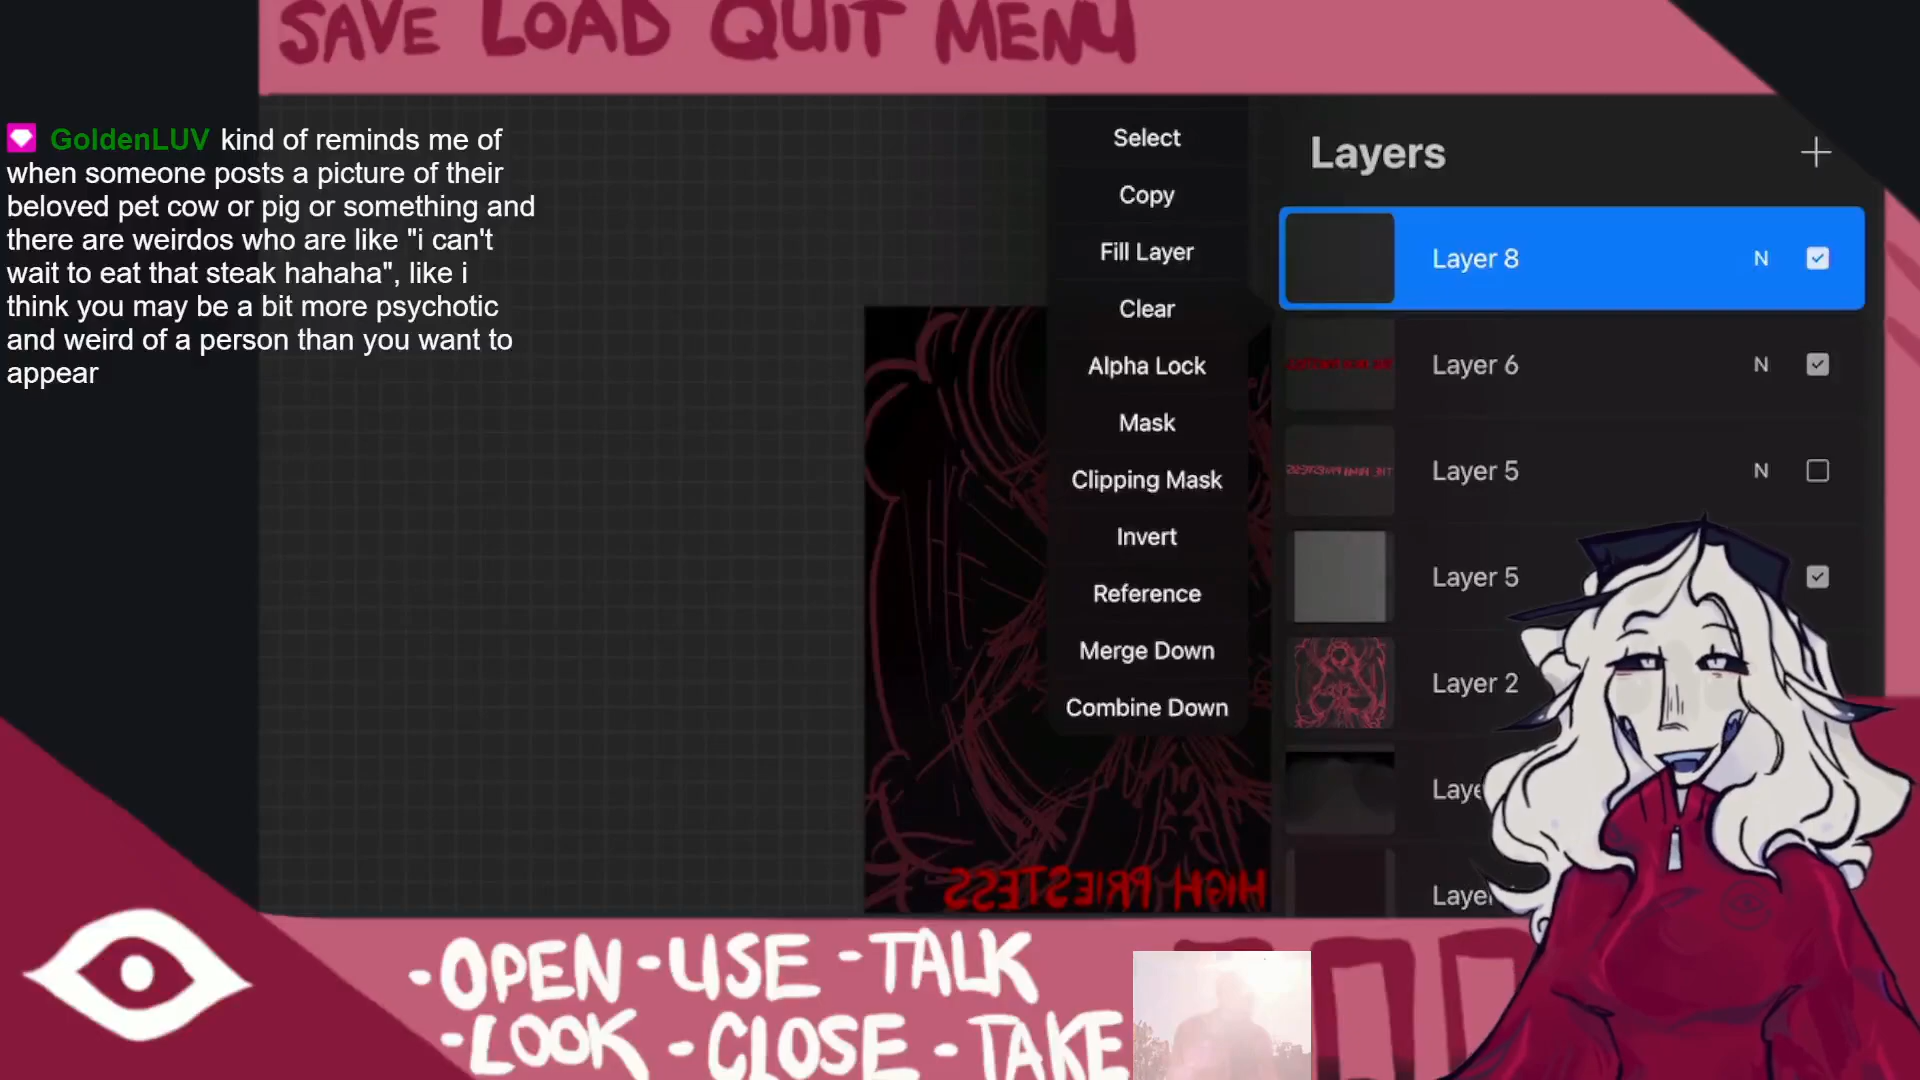 SAVE LOAD QUIT MENU
GoldenLUV kind of reminds me of
when someone posts a picture of their
beloved pet cow or pig or something and
there are weirdos who are like "i can't
wait to eat that steak hahaha", like i
think you may be a bit more psychotic
and weird of a person than you want to
appear
Select
Copy
Fill Layer
Clear
Alpha Lock
Mask
Clipping Mask
Invert
Reference
Merge Down
Combine Down
Layers
Layer 8 N
Layer 6 N
Layer 5 N
Layer 5
Layer 2
Laye
Layer
HIGH PRIESTESS
-OPEN -USE -TALK
-LOOK -CLOSE -TAKE